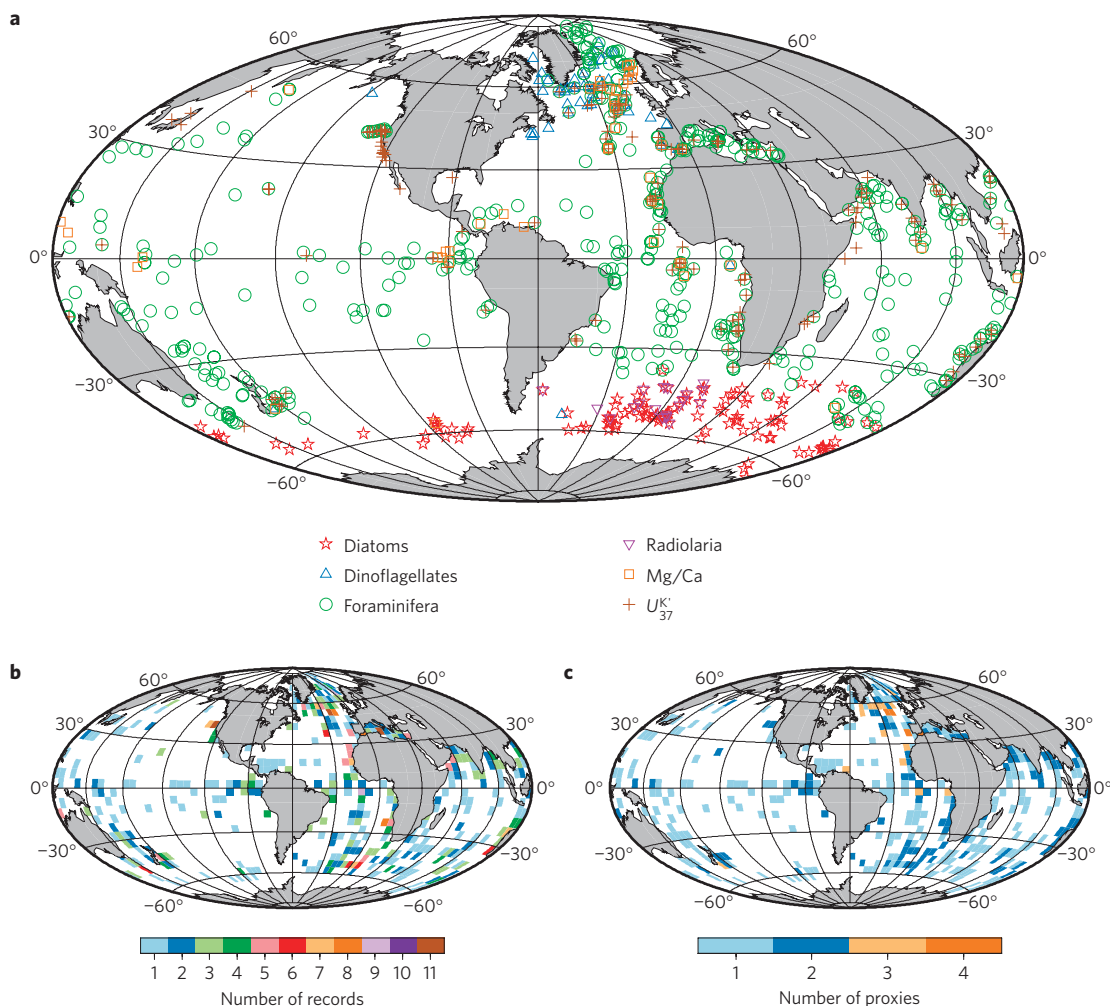 a
60° 60°
30° 30°
0° 0°
−30° −30°
−60° −60°
Diatoms Radiolaria
Dinoflagellates Mg/Ca
Foraminifera U37K'
b c
60° 60° 60° 60°
30° 30° 30° 30°
0° 0° 0° 0°
−30° −30° −30° −30°
−60° −60° −60° −60°
1 2 3 4 5 6 7 8 9 10 11 1 2 3 4
Number of records Number of proxies